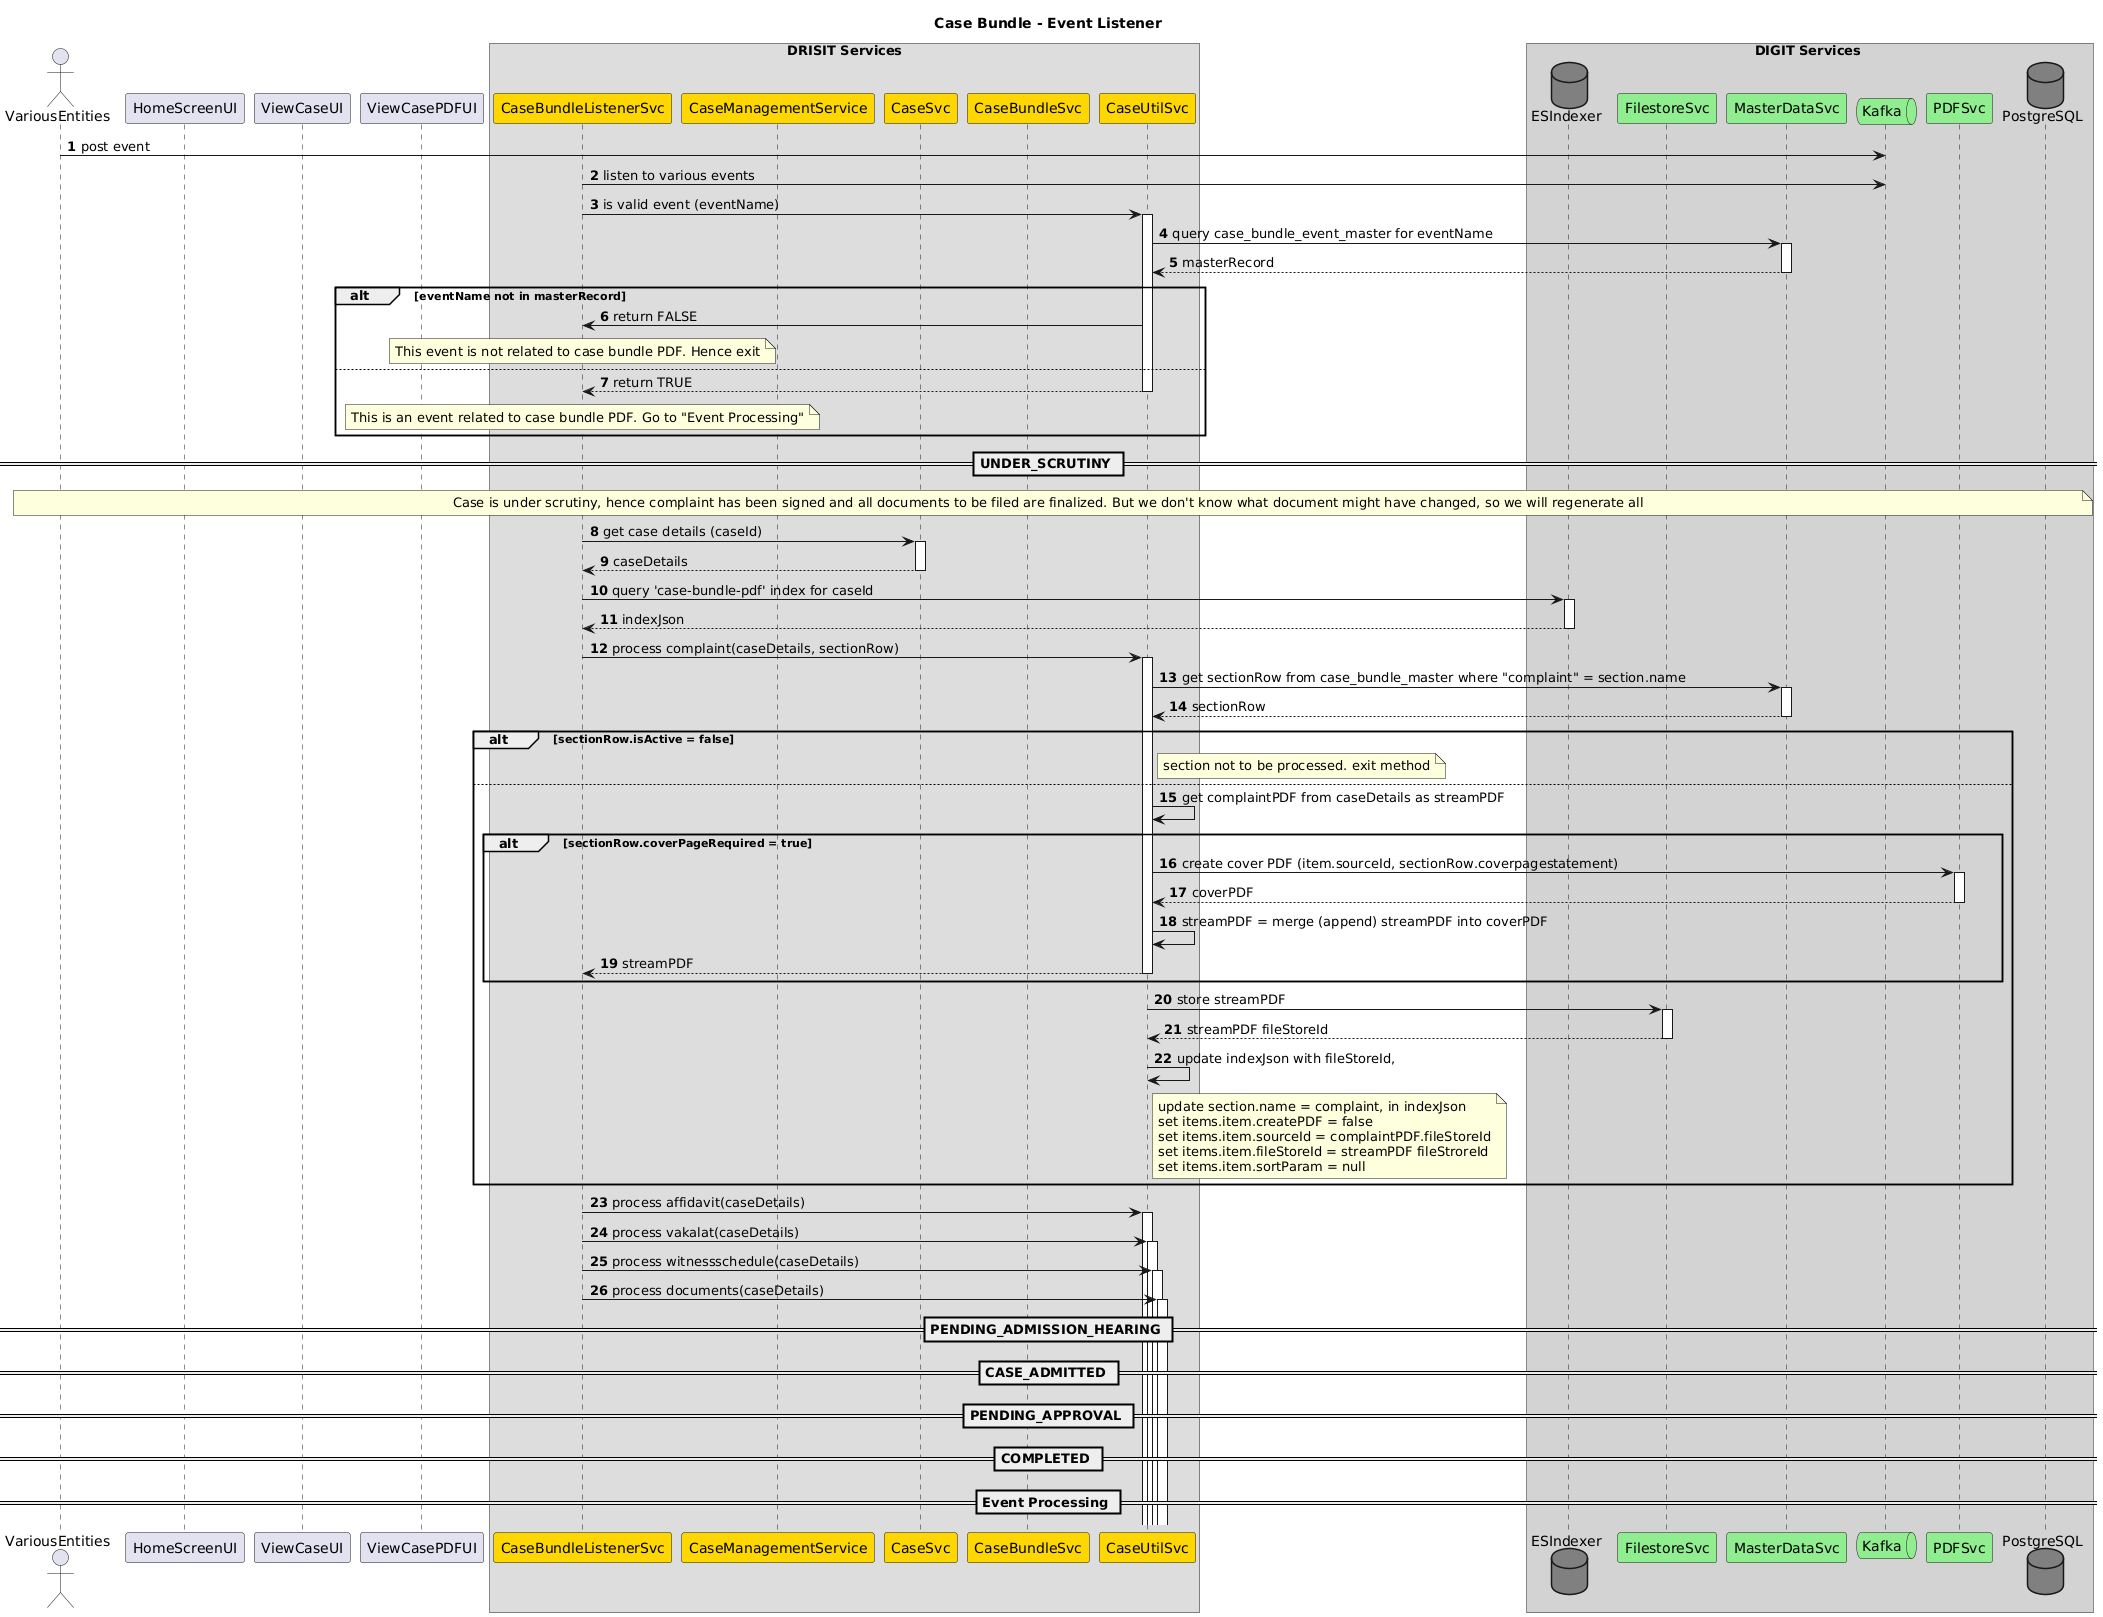 Case Bundle - Event Listener
DRISIT Services
DIGIT Services
VariousEntities
HomeScreenUI
ViewCaseUI
ViewCasePDFUI
CaseBundleListenerSvc
CaseManagementService
CaseSvc
CaseBundleSvc
CaseUtilSvc
ESIndexer
FilestoreSvc
MasterDataSvc
Kafka
PDFSvc
PostgreSQL
1 post event
2 listen to various events
3 is valid event (eventName)
4 query case_bundle_event_master for eventName
5 masterRecord
alt [eventName not in masterRecord]
6 return FALSE
This event is not related to case bundle PDF. Hence exit
7 return TRUE
This is an event related to case bundle PDF. Go to "Event Processing"
UNDER_SCRUTINY
Case is under scrutiny, hence complaint has been signed and all documents to be filed are finalized. But we don't know what document might have changed, so we will regenerate all
8 get case details (caseId)
9 caseDetails
10 query 'case-bundle-pdf' index for caseId
11 indexJson
12 process complaint(caseDetails, sectionRow)
13 get sectionRow from case_bundle_master where "complaint" = section.name
14 sectionRow
alt [sectionRow.isActive = false]
section not to be processed. exit method
15 get complaintPDF from caseDetails as streamPDF
alt [sectionRow.coverPageRequired = true]
16 create cover PDF (item.sourceId, sectionRow.coverpagestatement)
17 coverPDF
18 streamPDF = merge (append) streamPDF into coverPDF
19 streamPDF
20 store streamPDF
21 streamPDF fileStoreId
22 update indexJson with fileStoreId,
update section.name = complaint, in indexJson
set items.item.createPDF = false
set items.item.sourceId = complaintPDF.fileStoreId
set items.item.fileStoreId = streamPDF fileStroreId
set items.item.sortParam = null
23 process affidavit(caseDetails)
24 process vakalat(caseDetails)
25 process witnessschedule(caseDetails)
26 process documents(caseDetails)
PENDING_ADMISSION_HEARING
CASE_ADMITTED
PENDING_APPROVAL
COMPLETED
Event Processing
VariousEntities
HomeScreenUI
ViewCaseUI
ViewCasePDFUI
CaseBundleListenerSvc
CaseManagementService
CaseSvc
CaseBundleSvc
CaseUtilSvc
ESIndexer
FilestoreSvc
MasterDataSvc
Kafka
PDFSvc
PostgreSQL